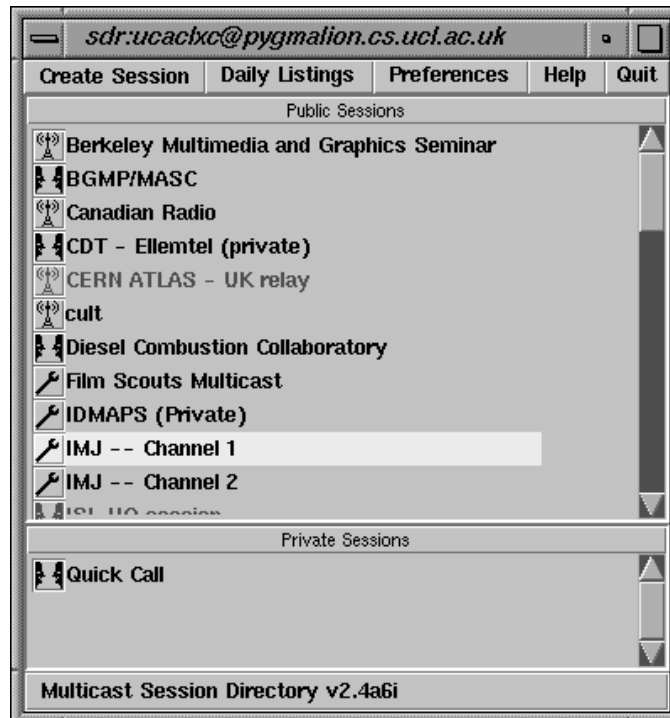 sdr:ucaclxc@pygmalion.cs.ucl.ac.uk
Create Session Daily Listings Preferences Help Quit
Public Sessions
Berkeley Multimedia and Graphics Seminar
BGMP/MASC
Canadian Radio
CDT - Ellemtel (private)
CERN ATLAS - UK relay
cult
Diesel Combustion Collaboratory
Film Scouts Multicast
IDMAPS (Private)
IMJ -- Channel 1
IMJ -- Channel 2
session
Private Sessions
Quick Call
Multicast Session Directory v2.4a6i